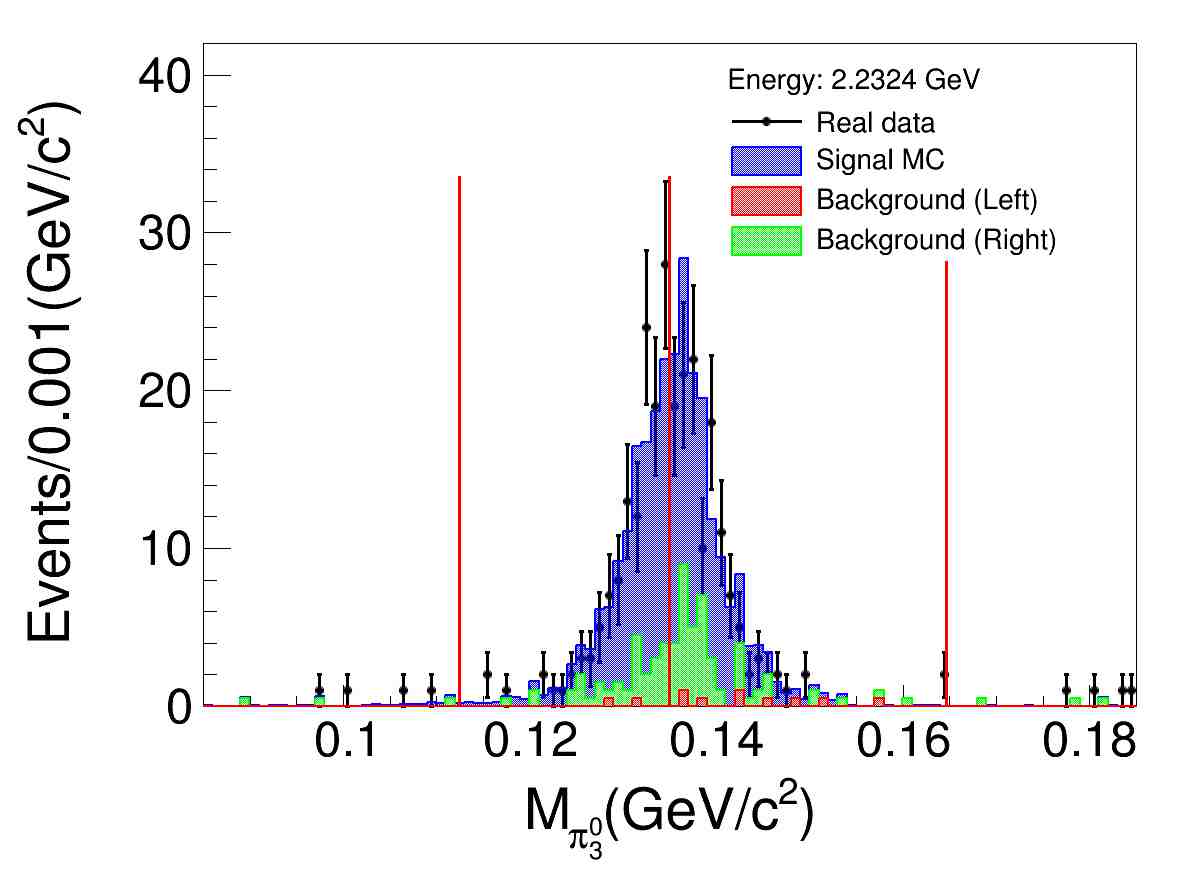 Energy: 2.2324 GeV
Real data
Signal MC
Background (Left)
Background (Right)
Events/0.001(GeV/c²)
40
30
20
10
0
0.1 0.12 0.14 0.16 0.18
M_π⁰₃(GeV/c²)